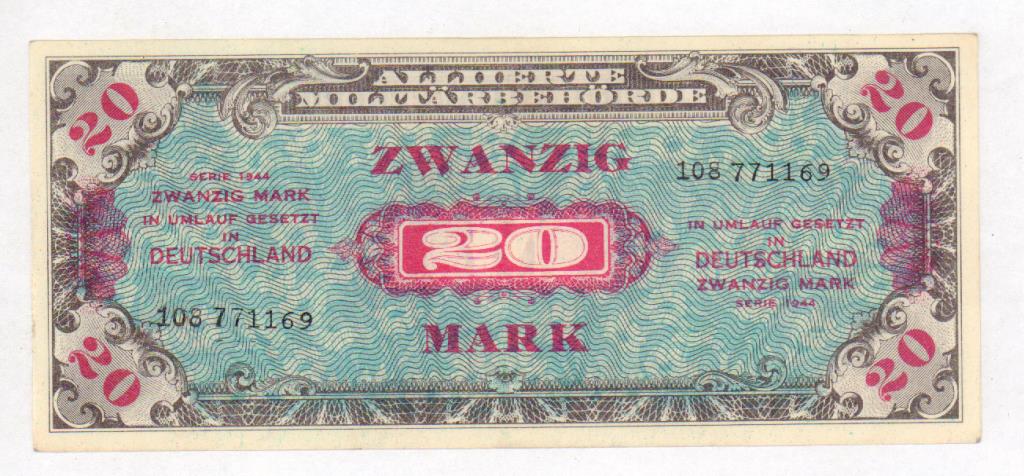 ALLIIERTE
MILITÄRBEHÖRDE
20
20
ZWANZIG
108 771169
SERIE 1944
ZWANZIG MARK
IN UMLAUF GESETZT
IN
DEUTSCHLAND
20
IN UMLAUF GESETZT
IN
DEUTSCHLAND
ZWANZIG MARK
SERIE 1944
108 771169
MARK
20
20